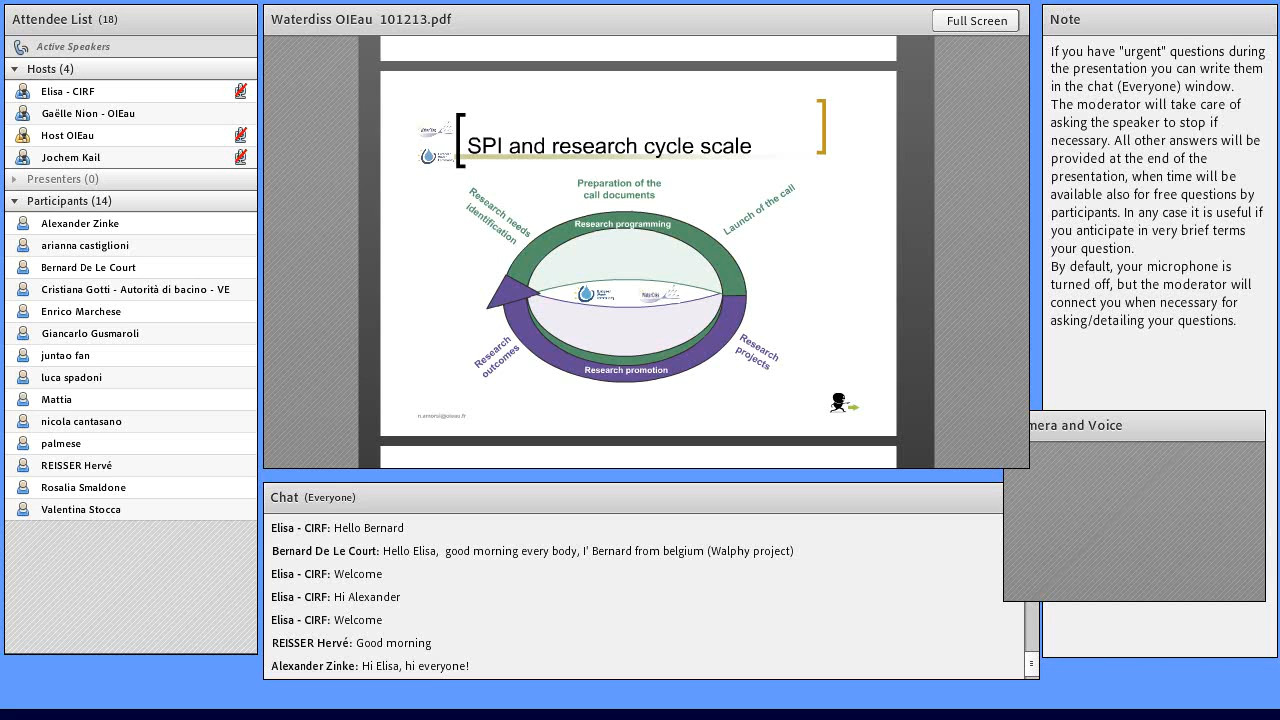 Attendee List (18)
Active Speakers
Hosts (4)
Elisa - CIRF
Gaëlle Nion - OIEau
Host OIEau
Jochem Kail
Presenters (0)
Participants (14)
Alexander Zinke
arianna castiglioni
Bernard De Le Court
Cristiana Gotti - Autorità di bacino - VE
Enrico Marchese
Giancarlo Gusmaroli
juntao fan
luca spadoni
Mattia
nicola cantasano
palmese
REISSER Hervé
Rosalia Smaldone
Valentina Stocca
Waterdiss OIEau 101213.pdf
Full Screen
SPI and research cycle scale
Preparation of the
call documents
Research needs
identification
Launch of the call
Research programming
Research
outcomes
Research
projects
Research promotion
n.amorsi@oieau.fr
Chat (Everyone)
Elisa - CIRF: Hello Bernard
Bernard De Le Court: Hello Elisa, good morning every body, I' Bernard from belgium (Walphy project)
Elisa - CIRF: Welcome
Elisa - CIRF: Hi Alexander
Elisa - CIRF: Welcome
REISSER Hervé: Good morning
Alexander Zinke: Hi Elisa, hi everyone!
Note
If you have "urgent" questions during
the presentation you can write them
in the chat (Everyone) window.
The moderator will take care of
asking the speaker to stop if
necessary. All other answers will be
provided at the end of the
presentation, when time will be
available also for free questions by
participants. In any case it is useful if
you anticipate in very brief terms
your question.
By default, your microphone is
turned off, but the moderator will
connect you when necessary for
asking/detailing your questions.
mera and Voice